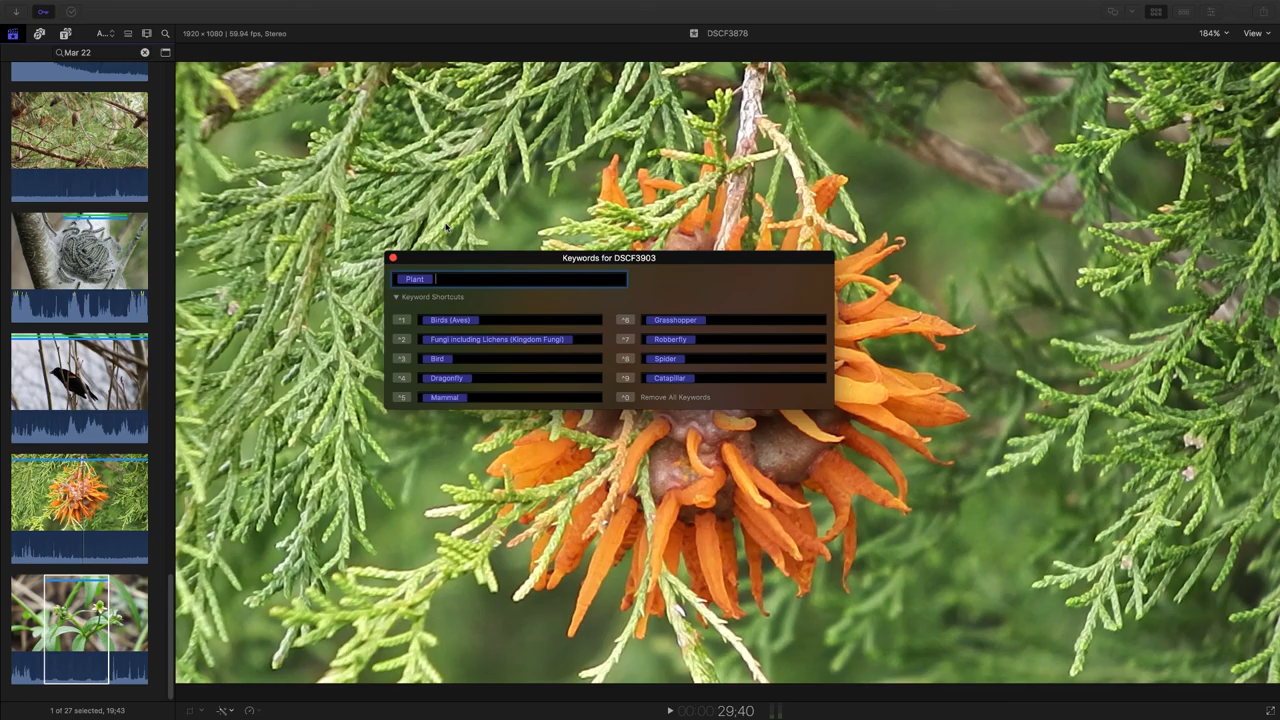 A...
1920 × 1080 | 59.94 fps, Stereo
DSCF3878
184%
View
Mar 22
Keywords for DSCF3903
Plant
Keyword Shortcuts
^1 Birds (Aves)
^2 Fungi including Lichens (Kingdom Fungi)
^3 Bird
^4 Dragonfly
^5 Mammal
^6 Grasshopper
^7 Robberfly
^8 Spider
^9 Catapillar
^0 Remove All Keywords
1 of 27 selected, 19;43
00:00:29;40